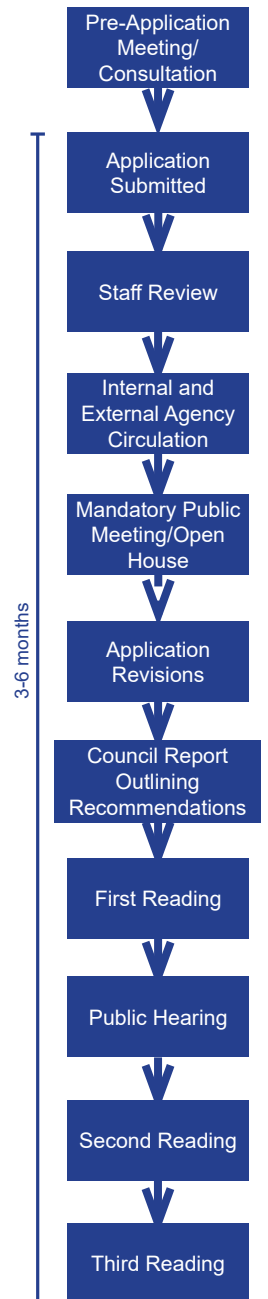 Pre-Application
Meeting/
Consultation
Application
Submitted
Staff Review
Internal and
External Agency
Circulation
Mandatory Public
Meeting/Open
House
3-6 months
Application
Revisions
Council Report
Outlining
Recommendations
First Reading
Public Hearing
Second Reading
Third Reading